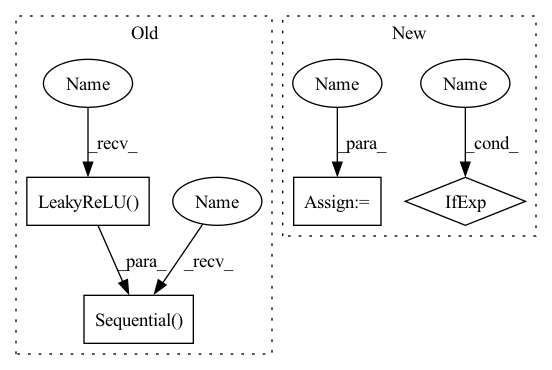 Old
New
Name
Name
Name
_recv_
_para_
_cond_
LeakyReLU()
Name
Assign:=
IfExp
_para_
_recv_
Sequential()